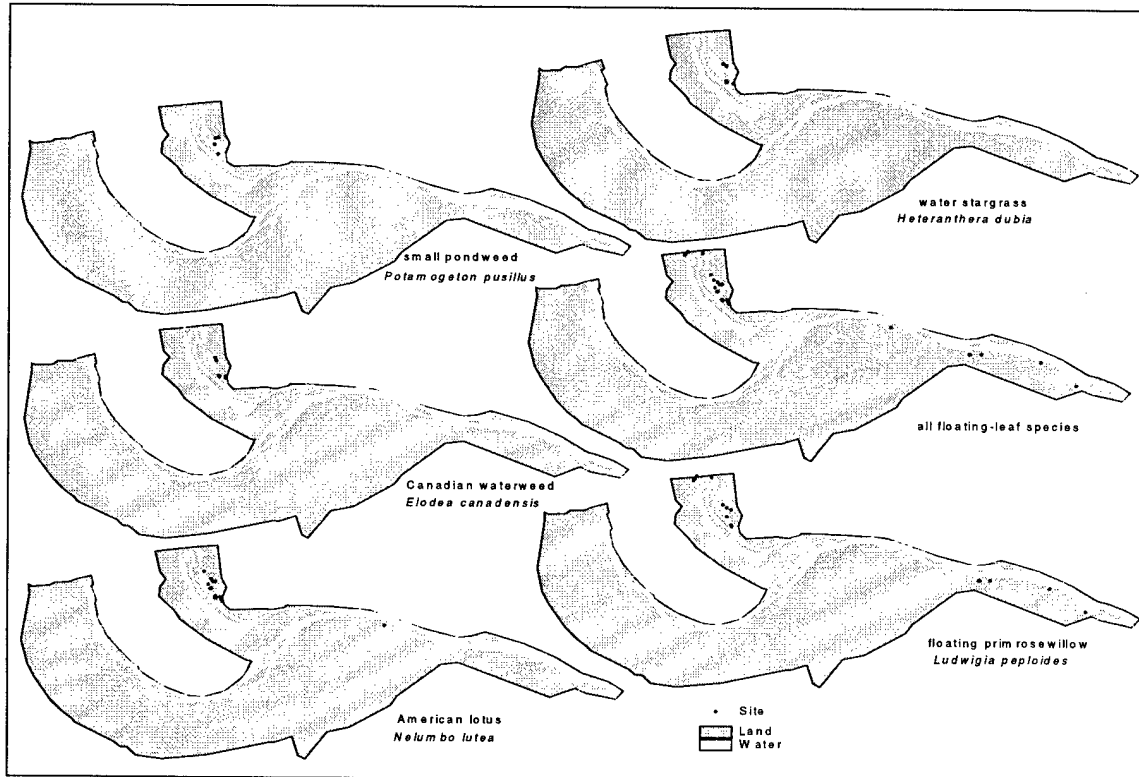 water stargrass
Heteranthera dubia
small pondweed
Potamogeton pusillus
all floating-leaf species
Canadian waterweed
Elodea canadensis
floating primrosewillow
Ludwigia peploides
American lotus
Nelumbo lutea
Site
Land
Water